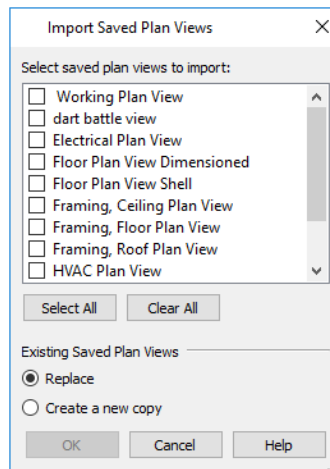 Import Saved Plan Views
Select saved plan views to import:
Working Plan View
dart battle view
Electrical Plan View
Floor Plan View Dimensioned
Floor Plan View Shell
Framing, Ceiling Plan View
Framing, Floor Plan View
Framing, Roof Plan View
HVAC Plan View
Select All Clear All
Existing Saved Plan Views
Replace
Create a new copy
OK Cancel Help